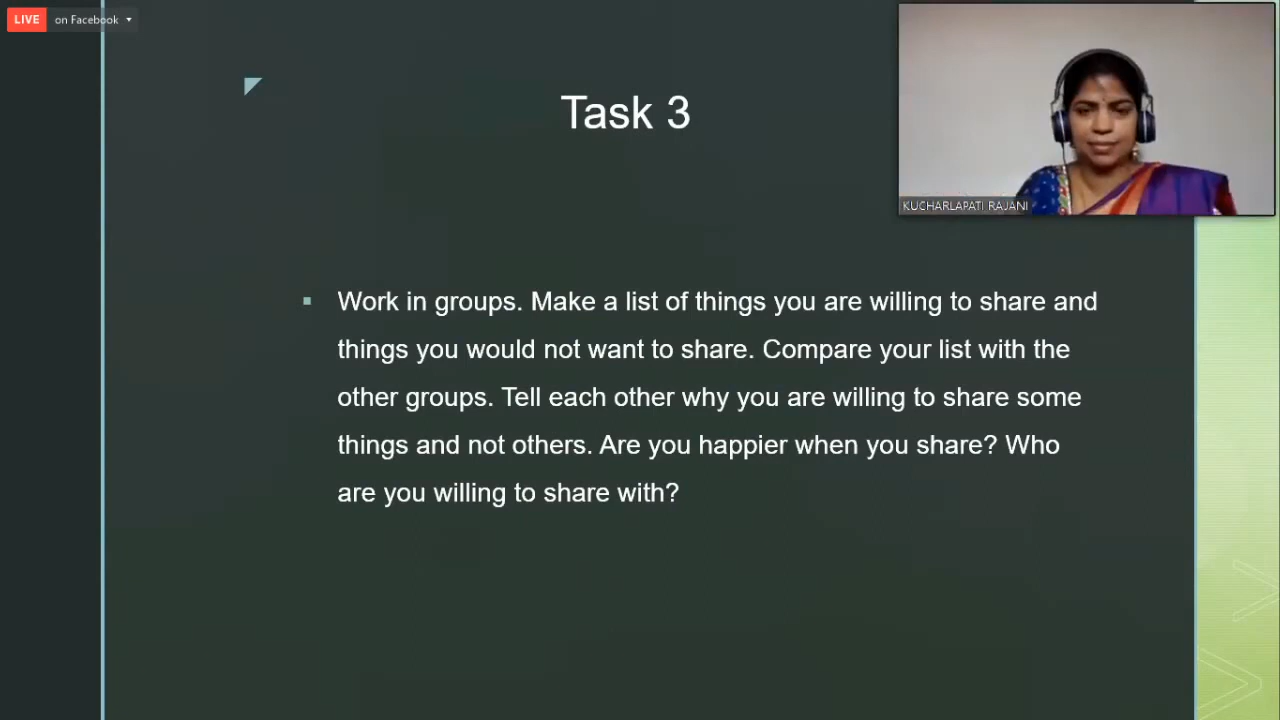 LIVE on Facebook
Task 3
KUCHARLAPATI RAJANI
Work in groups. Make a list of things you are willing to share and
things you would not want to share. Compare your list with the
other groups. Tell each other why you are willing to share some
things and not others. Are you happier when you share? Who
are you willing to share with?